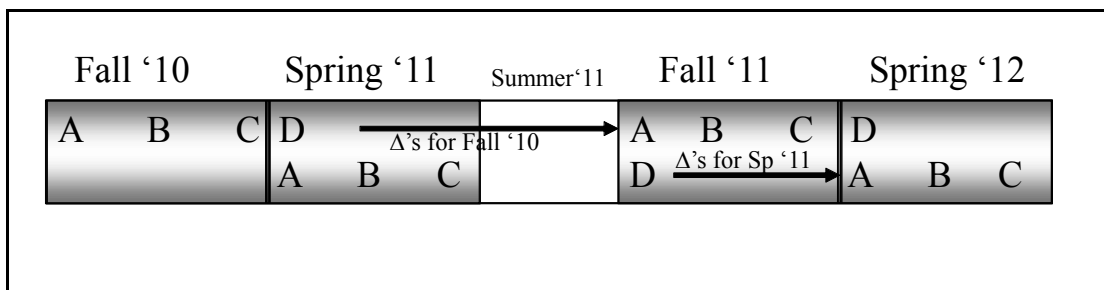 Fall ‘10 Spring ‘11 Summer‘11 Fall ‘11 Spring ‘12
A B C D A B C D
Δ’s for Fall ‘10
A B C D Δ’s for Sp ‘11 A B C